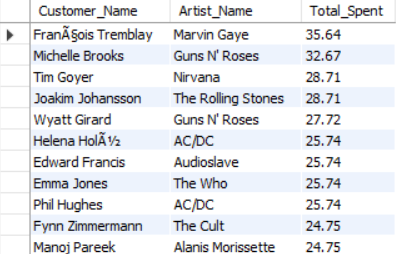 Customer_Name Artist_Name Total_Spent
FranÃ§ois Tremblay Marvin Gaye 35.64
Michelle Brooks Guns N' Roses 32.67
Tim Goyer Nirvana 28.71
Joakim Johansson The Rolling Stones 28.71
Wyatt Girard Guns N' Roses 27.72
Helena HolÃ½ AC/DC 25.74
Edward Francis Audioslave 25.74
Emma Jones The Who 25.74
Phil Hughes AC/DC 25.74
Fynn Zimmermann The Cult 24.75
Manoj Pareek Alanis Morissette 24.75